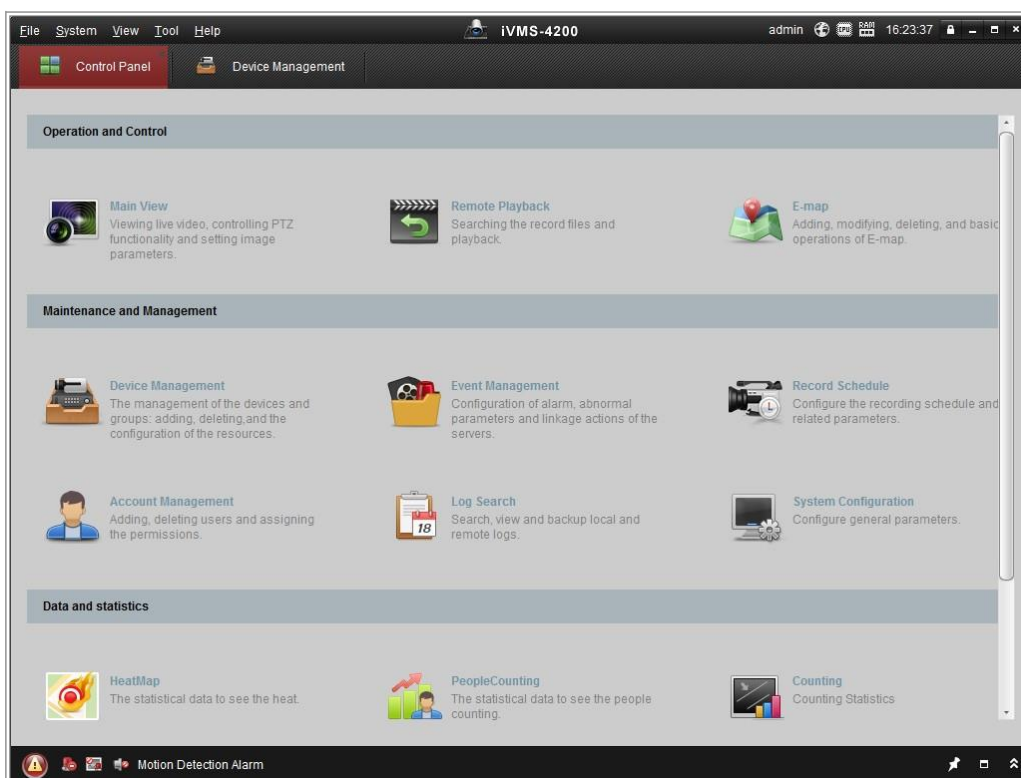 File System View Tool Help iVMS-4200 admin CPU RAM 16:23:37
Control Panel Device Management
Operation and Control
Main View
Viewing live video, controlling PTZ
functionality and setting image
parameters.
Remote Playback
Searching the record files and
playback.
E-map
Adding, modifying, deleting, and basic
operations of E-map.
Maintenance and Management
Device Management
The management of the devices and
groups: adding, deleting,and the
configuration of the resources.
Event Management
Configuration of alarm, abnormal
parameters and linkage actions of the
servers.
Record Schedule
Configure the recording schedule and
related parameters.
Account Management
Adding, deleting users and assigning
the permissions.
18
Log Search
Search, view and backup local and
remote logs.
System Configuration
Configure general parameters.
Data and statistics
HeatMap
The statistical data to see the heat.
PeopleCounting
The statistical data to see the people
counting.
Counting
Counting Statistics
Motion Detection Alarm